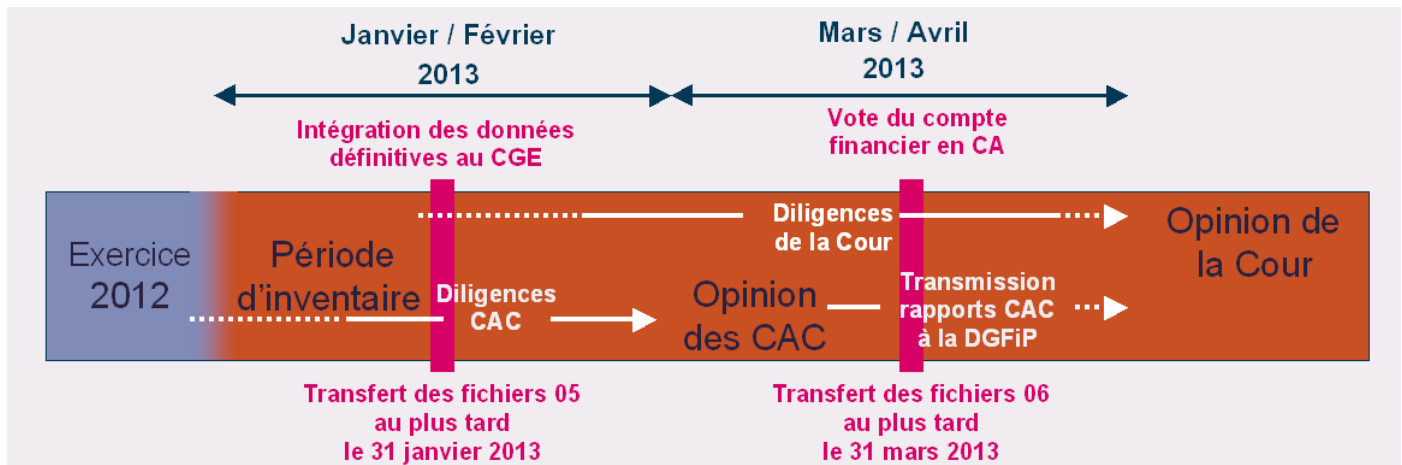 Janvier / Février
2013
Mars / Avril
2013
Intégration des données
définitives au CGE
Vote du compte
financier en CA
Exercice
2012
Période
d'inventaire
Diligences
CAC
Diligences
de la Cour
Opinion
des CAC
Transmission
rapports CAC
à la DGFiP
Opinion de
la Cour
Transfert des fichiers 05
au plus tard
le 31 janvier 2013
Transfert des fichiers 06
au plus tard
le 31 mars 2013